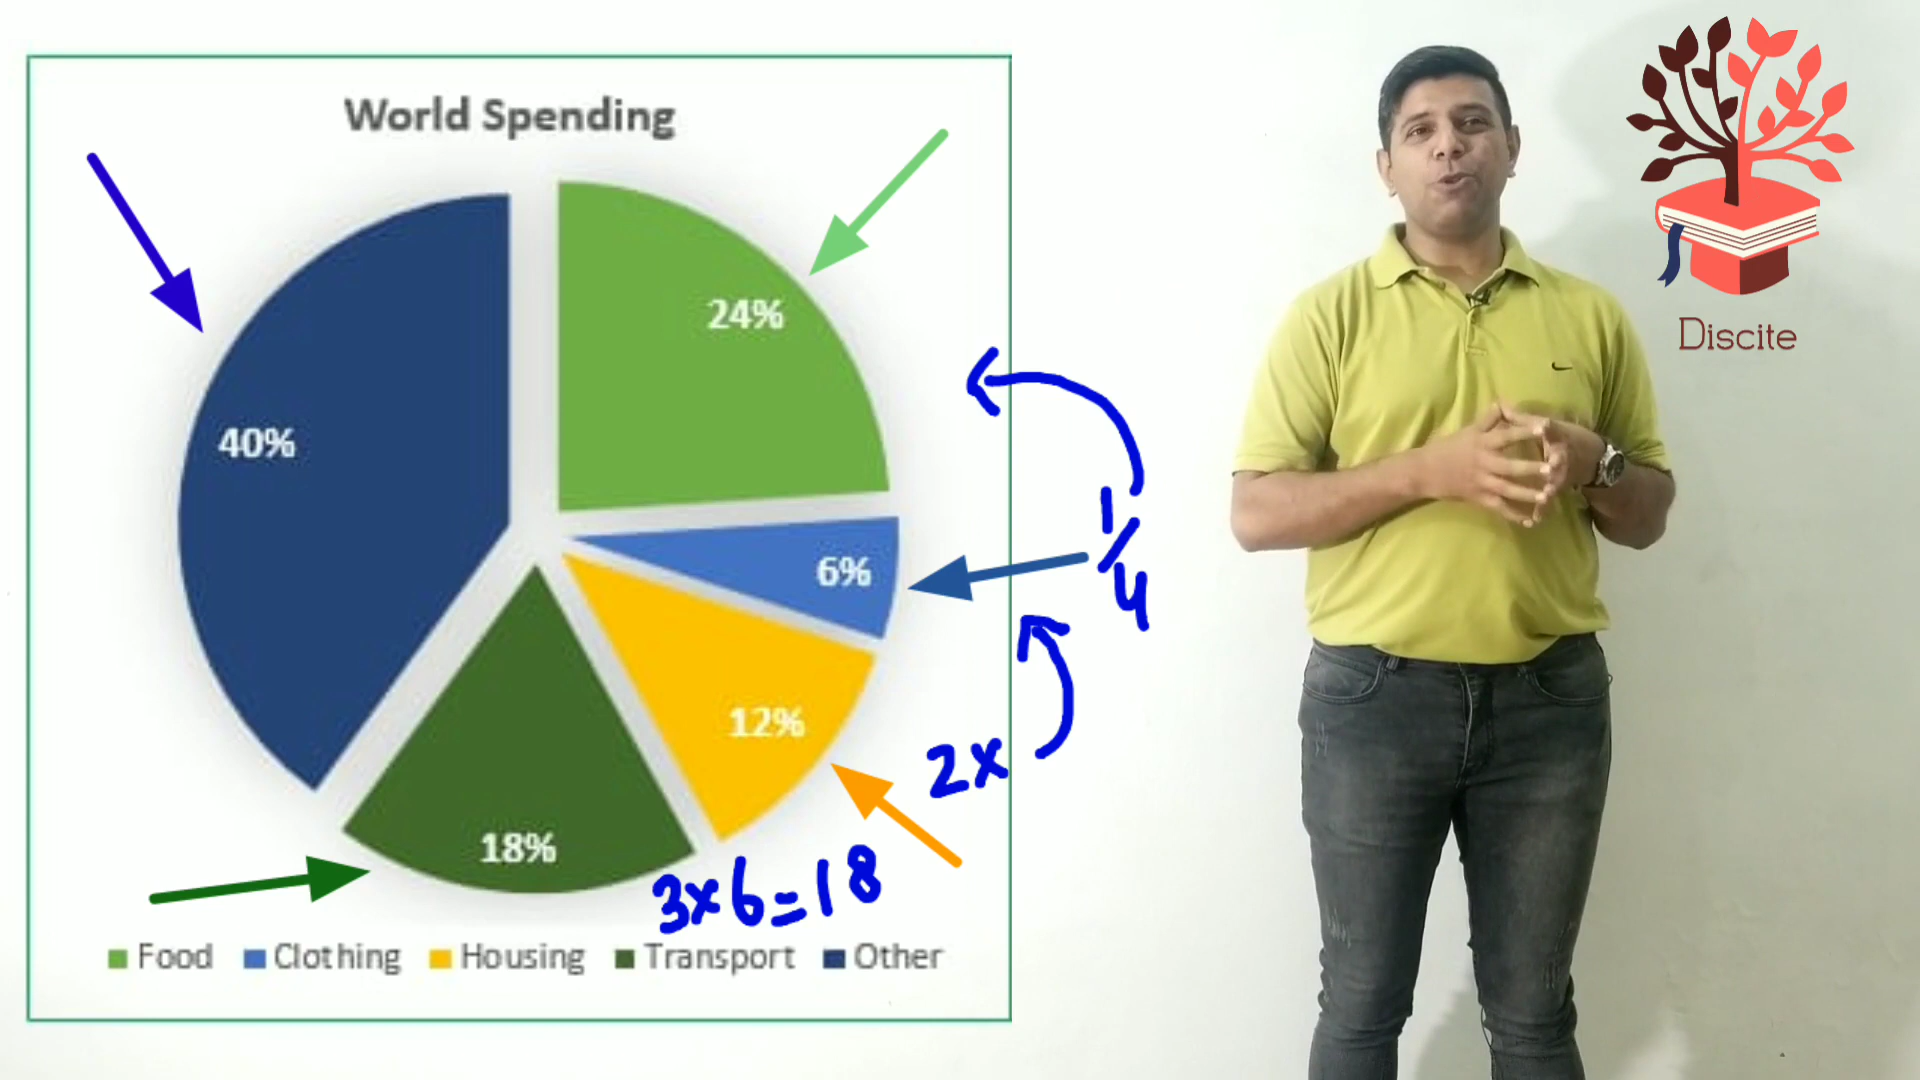 World Spending
24%
40%
6%
12%
18%
1/4
2x
3x6=18
Food Clothing Housing Transport Other
Discite